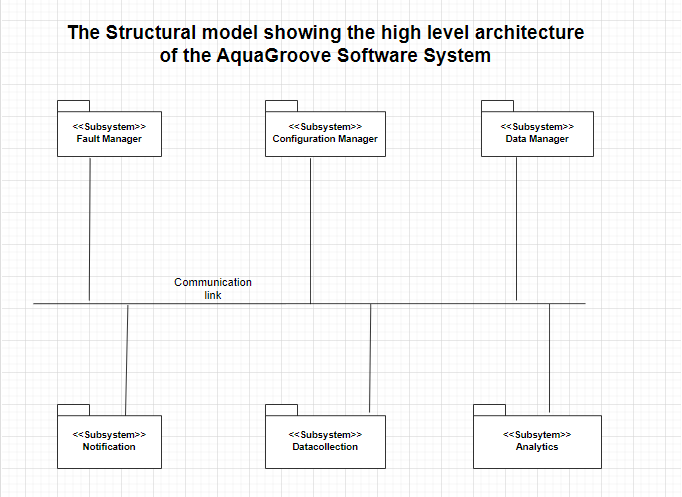 The Structural model showing the high level architecture
of the AquaGroove Software System
<<Subsystem>>
Fault Manager
<<Subsystem>>
Configuration Manager
<<Subsystem>>
Data Manager
Communication
link
<<Subsystem>>
Notification
<<Subsystem>>
Datacollection
<<Subsytem>>
Analytics